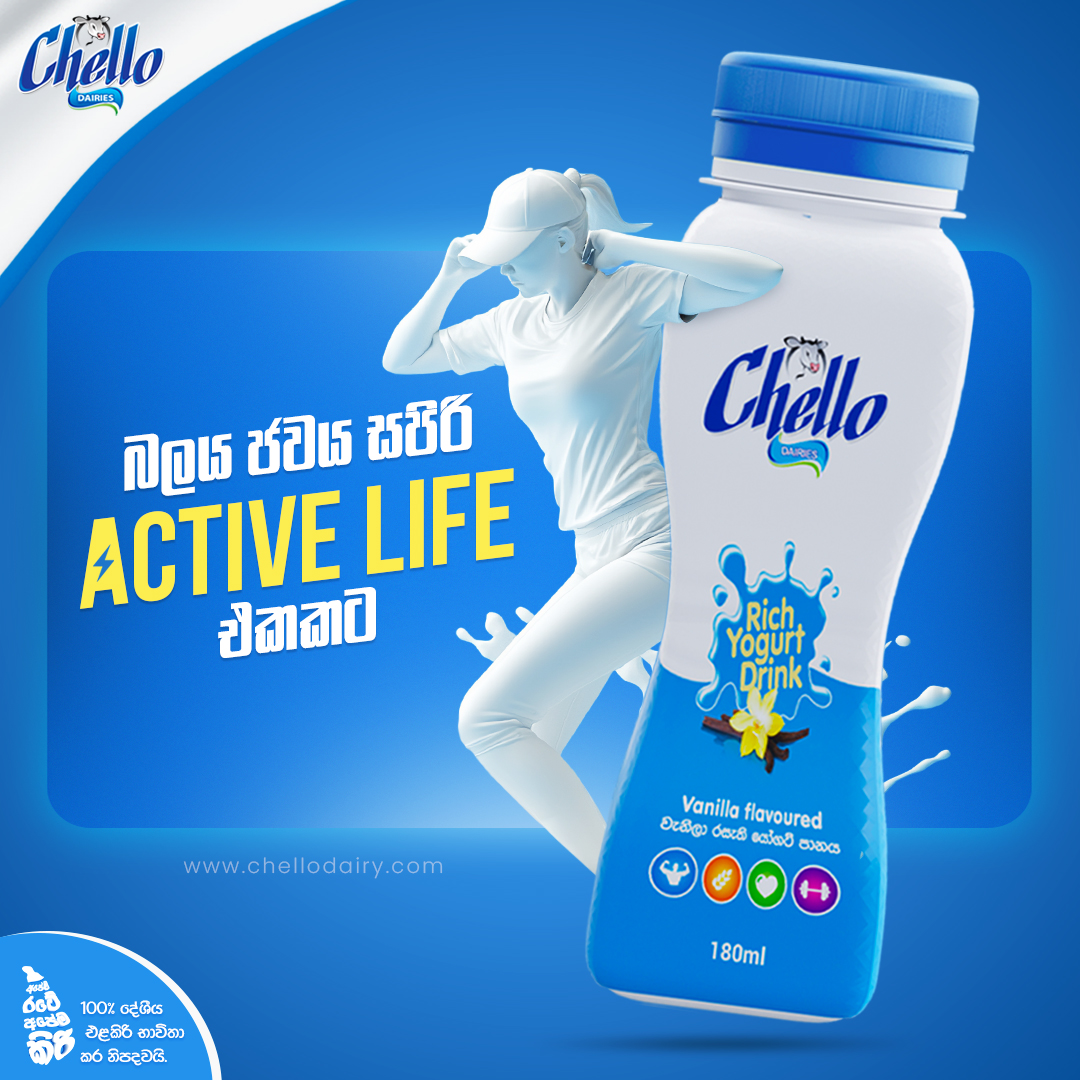 Chello
DAIRIES
බලය ජවය සපිරි
ACTIVE LIFE
එකකට
Chello
DAIRIES
Rich
Yogurt
Drink
Vanilla flavoured
වැනිලා රසැති යෝගට් පානය
180ml
www.chellodairy.com
අපේම
රටේ
අපේම
කිරි
100% දේශීය
එළකිරි භාවිතා
කර නිපදවයි.